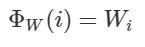 Φ_W(i) = W_i